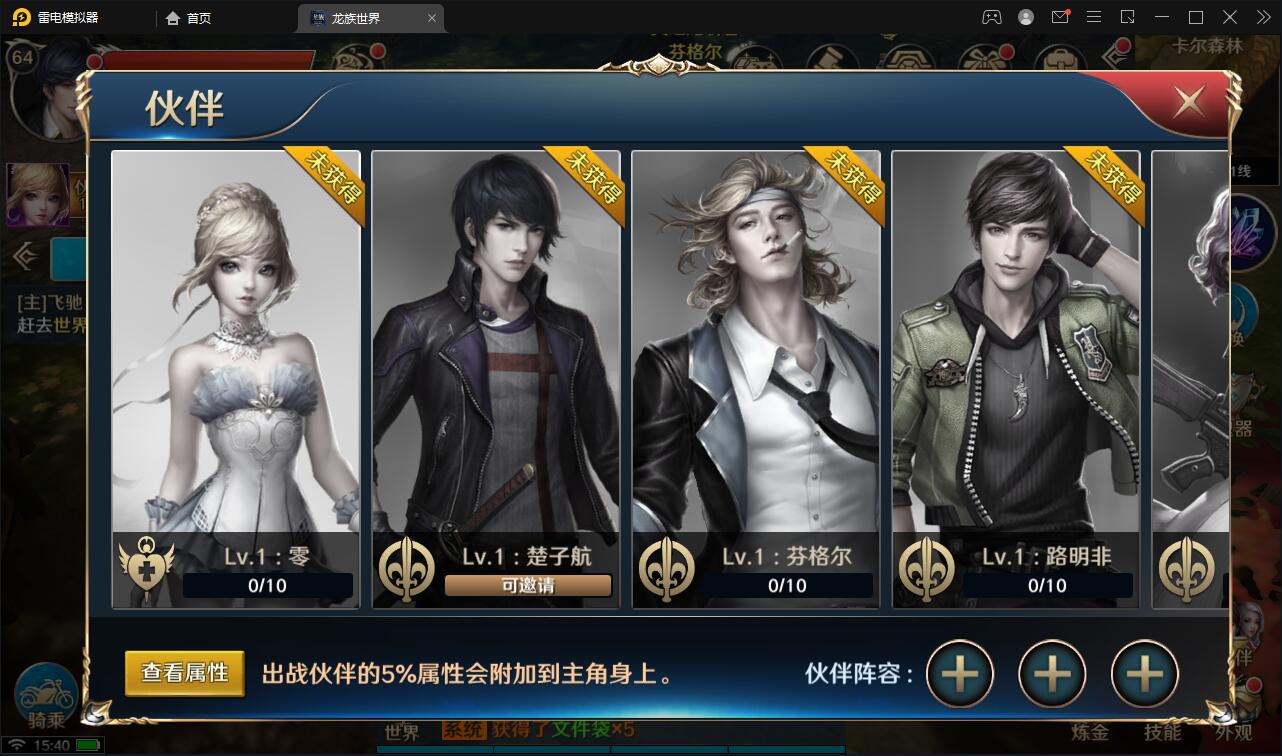 雷电模拟器
首页
龙族世界
64
芬格尔
卡尔森林
伙伴
未获得
未获得
未获得
未获得
1线
[主]飞驰
赶去世界
Lv.1：零
0/10
Lv.1：楚子航
可邀请
Lv.1：芬格尔
0/10
Lv.1：路明非
0/10
查看属性
出战伙伴的5%属性会附加到主角身上。
伙伴阵容：
骑乘
世界
系统 获得了文件袋×5
炼金
技能
外观
15:40